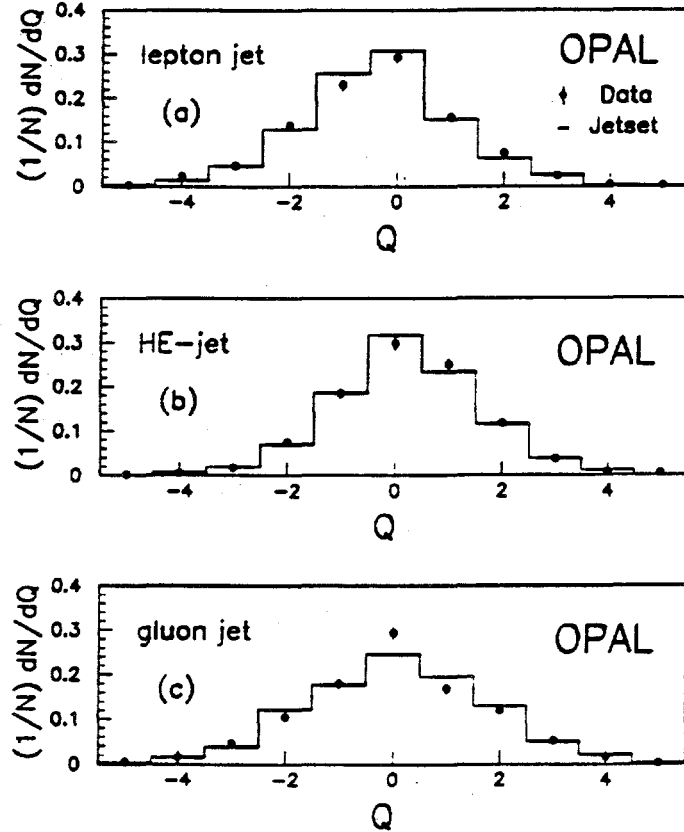 (1/N) dN/dQ
0.4
0.3
0.2
0.1
0
lepton jet
(a)
OPAL
Data
– Jetset
−4 −2 0 2 4
Q
(1/N) dN/dQ
0.4
0.3
0.2
0.1
0
HE−jet
(b)
OPAL
−4 −2 0 2 4
Q
(1/N) dN/dQ
0.4
0.3
0.2
0.1
0
gluon jet
(c)
OPAL
−4 −2 0 2 4
Q